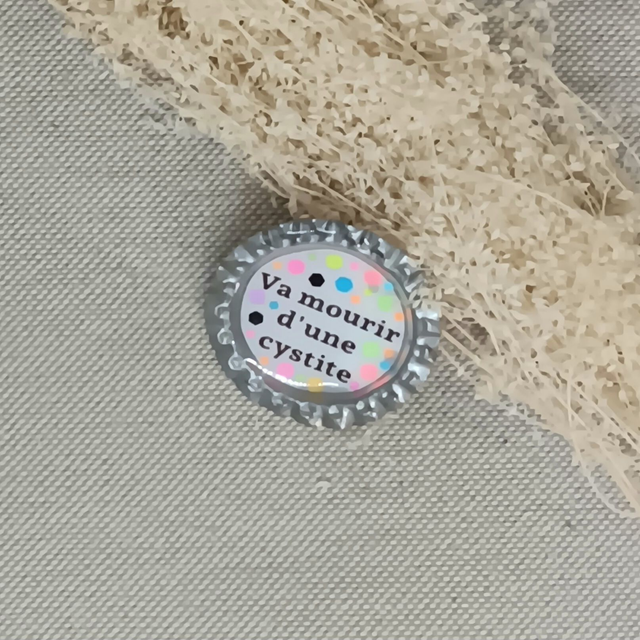 Va mourir
d'une
cystite